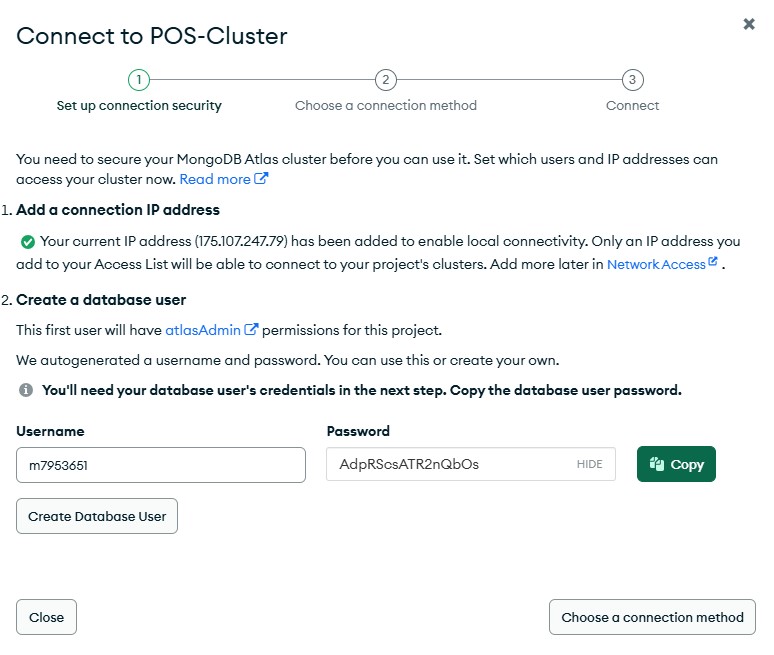 Connect to POS-Cluster
1
2
3
Set up connection security
Choose a connection method
Connect
You need to secure your MongoDB Atlas cluster before you can use it. Set which users and IP addresses can
access your cluster now. Read more
1. Add a connection IP address
Your current IP address (175.107.247.79) has been added to enable local connectivity. Only an IP address you
add to your Access List will be able to connect to your project's clusters. Add more later in Network Access .
2. Create a database user
This first user will have atlasAdmin permissions for this project.
We autogenerated a username and password. You can use this or create your own.
You'll need your database user's credentials in the next step. Copy the database user password.
Username
Password
m7953651
AdpRScsATR2nQbOs
HIDE
Copy
Create Database User
Close
Choose a connection method